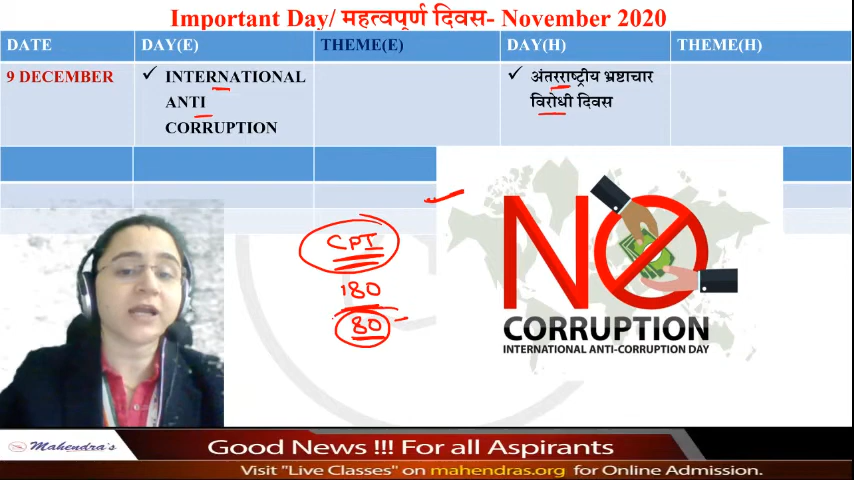 Important Day/ महत्वपूर्ण दिवस- November 2020
DATE DAY(E) THEME(E) DAY(H) THEME(H)
9 DECEMBER ✓ INTERNATIONAL ANTI CORRUPTION ✓ अंतरराष्ट्रीय भ्रष्टाचार विरोधी दिवस
CPI
180
80
NO
CORRUPTION
INTERNATIONAL ANTI-CORRUPTION DAY
Mahendra's
Good News !!! For all Aspirants
Visit "Live Classes" on mahendras.org for Online Admission.